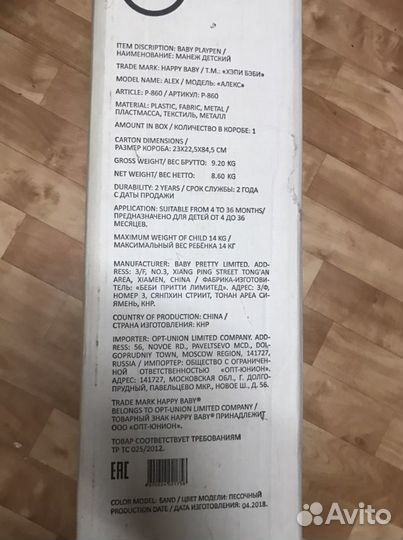 ITEM DISCRIPTION: BABY PLAYPEN /
НАИМЕНОВАНИЕ: МАНЕЖ ДЕТСКИЙ
TRADE MARK: HAPPY BABY / Т.М.: «ХЭПИ БЭБИ»
MODEL NAME: ALEX / МОДЕЛЬ: «АЛЕКС»
ARTICLE: P-860 / АРТИКУЛ: P-860
MATERIAL: PLASTIC, FABRIC, METAL /
ПЛАСТМАССА, ТЕКСТИЛЬ, МЕТАЛЛ
AMOUNT IN BOX / КОЛИЧЕСТВО В КОРОБЕ: 1
CARTON DIMENSIONS /
РАЗМЕР КОРОБА: 23X22,5X84,5 СМ
GROSS WEIGHT/ ВЕС БРУТТО: 9.20 KG
NET WEIGHT/ ВЕС НЕТТО: 8.60 KG
DURABILITY: 2 YEARS / СРОК СЛУЖБЫ: 2 ГОДА
С ДАТЫ ПРОДАЖИ
APPLICATION: SUITABLE FROM 4 TO 36 MONTHS/
ПРЕДНАЗНАЧЕНО ДЛЯ ДЕТЕЙ ОТ 4 ДО 36
МЕСЯЦЕВ.
MAXIMUM WEIGHT OF CHILD 14 KG /
МАКСИМАЛЬНЫЙ ВЕС РЕБЁНКА 14 КГ
MANUFACTURER: BABY PRETTY LIMITED. AD-
DRESS: 3/F, NO.3, XIANG PING STREET TONG'AN
AREA, XIAMEN, CHINA / ФАБРИКА-ИЗГОТОВИ-
ТЕЛЬ: «БЕБИ ПРИТТИ ЛИМИТЕД». АДРЕС: 3/Ф,
НОМЕР 3, СЯНПХИН СТРИИТ, ТОНАН АРЕА СИ-
ЯМЕНЬ, КНР.
COUNTRY OF PRODUCTION: CHINA /
СТРАНА ИЗГОТОВЛЕНИЯ: КНР
IMPORTER: OPT-UNION LIMITED COMPANY. AD-
DRESS: 56, NOVOE RD., PAVELTSEVO MCD., DOL-
GOPRUDNIY TOWN, MOSCOW REGION, 141727,
RUSSIA / ИМПОРТЕР: ОБЩЕСТВО С ОГРАНИЧЕН-
НОЙ ОТВЕТСТВЕННОСТЬЮ «ОПТ-ЮНИОН».
АДРЕС: 141727, МОСКОВСКАЯ ОБЛ., Г. ДОЛГО-
ПРУДНЫЙ, ПАВЕЛЬЦЕВО МКР., НОВОЕ Ш., Д. 56.
TRADE MARK HAPPY BABY®
BELONGS TO OPT-UNION LIMITED COMPANY /
ТОВАРНЫЙ ЗНАК HAPPY BABY® ПРИНАДЛЕЖИТ
ООО «ОПТ-ЮНИОН».
ТОВАР СООТВЕТСТВУЕТ ТРЕБОВАНИЯМ
ТР ТС 025/2012.
EAC
COLOR MODEL: SAND / ЦВЕТ МОДЕЛИ: ПЕСОЧНЫЙ
PRODUCTION DATE / ДАТА ИЗГОТОВЛЕНИЯ: 04.2018.
Avito